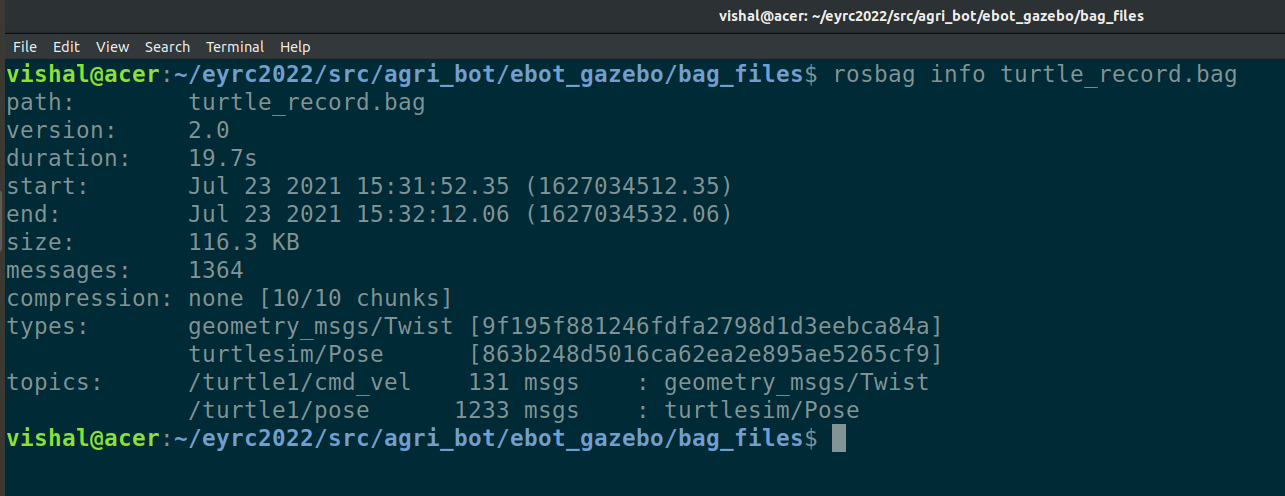 vishal@acer: ~/eyrc2022/src/agri_bot/ebot_gazebo/bag_files
File Edit View Search Terminal Help
vishal@acer:~/eyrc2022/src/agri_bot/ebot_gazebo/bag_files$ rosbag info turtle_record.bag
path:        turtle_record.bag
version:     2.0
duration:    19.7s
start:       Jul 23 2021 15:31:52.35 (1627034512.35)
end:         Jul 23 2021 15:32:12.06 (1627034532.06)
size:        116.3 KB
messages:    1364
compression: none [10/10 chunks]
types:       geometry_msgs/Twist [9f195f881246fdfa2798d1d3eebca84a]
             turtlesim/Pose      [863b248d5016ca62ea2e895ae5265cf9]
topics:      /turtle1/cmd_vel    131 msgs    : geometry_msgs/Twist
             /turtle1/pose      1233 msgs    : turtlesim/Pose
vishal@acer:~/eyrc2022/src/agri_bot/ebot_gazebo/bag_files$